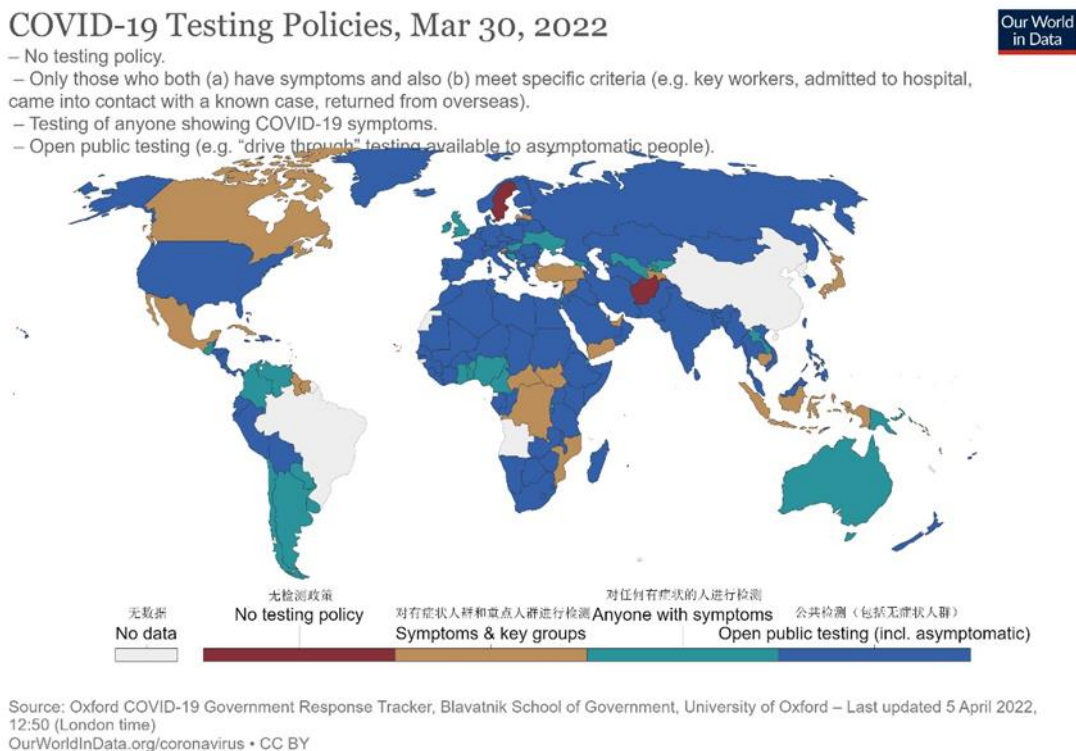 COVID-19 Testing Policies, Mar 30, 2022
Our World
in Data
– No testing policy.
– Only those who both (a) have symptoms and also (b) meet specific criteria (e.g. key workers, admitted to hospital,
came into contact with a known case, returned from overseas).
– Testing of anyone showing COVID-19 symptoms.
– Open public testing (e.g. “drive through” testing available to asymptomatic people).
无数据
No data
无检测政策
No testing policy
对有症状人群和重点人群进行检测
Symptoms & key groups
对任何有症状的人进行检测
Anyone with symptoms
公共检测（包括无症状人群）
Open public testing (incl. asymptomatic)
Source: Oxford COVID-19 Government Response Tracker, Blavatnik School of Government, University of Oxford – Last updated 5 April 2022,
12:50 (London time)
OurWorldInData.org/coronavirus • CC BY